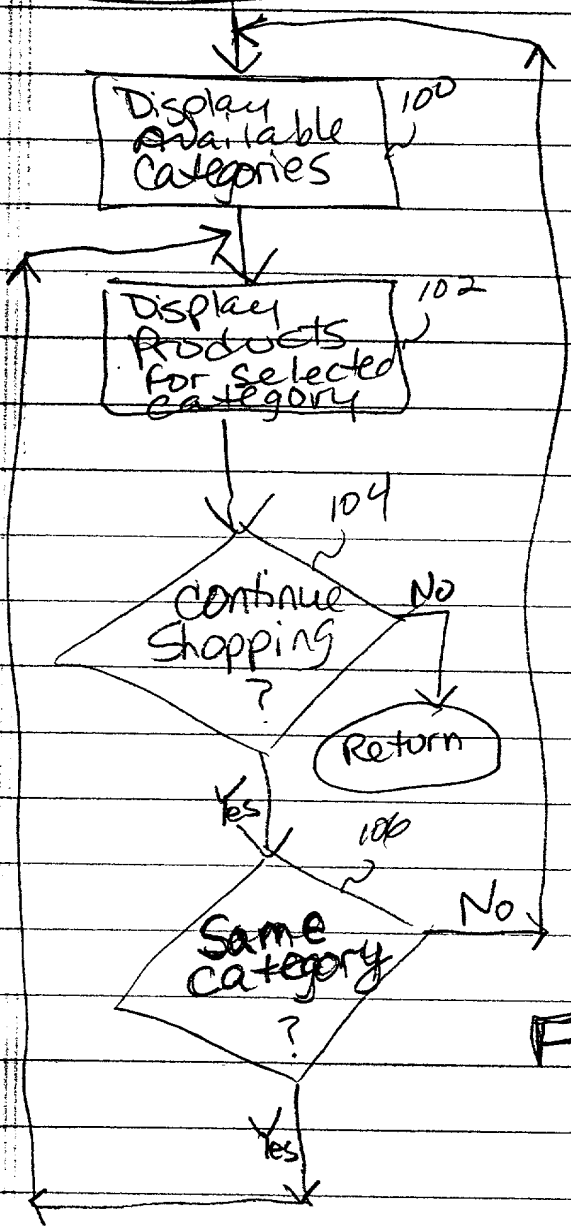 Display
Available
Categories
100
Display
Products
for selected
category
102
104
Continue
Shopping
?
No
Return
Yes
106
Same
Category
?
No
Yes